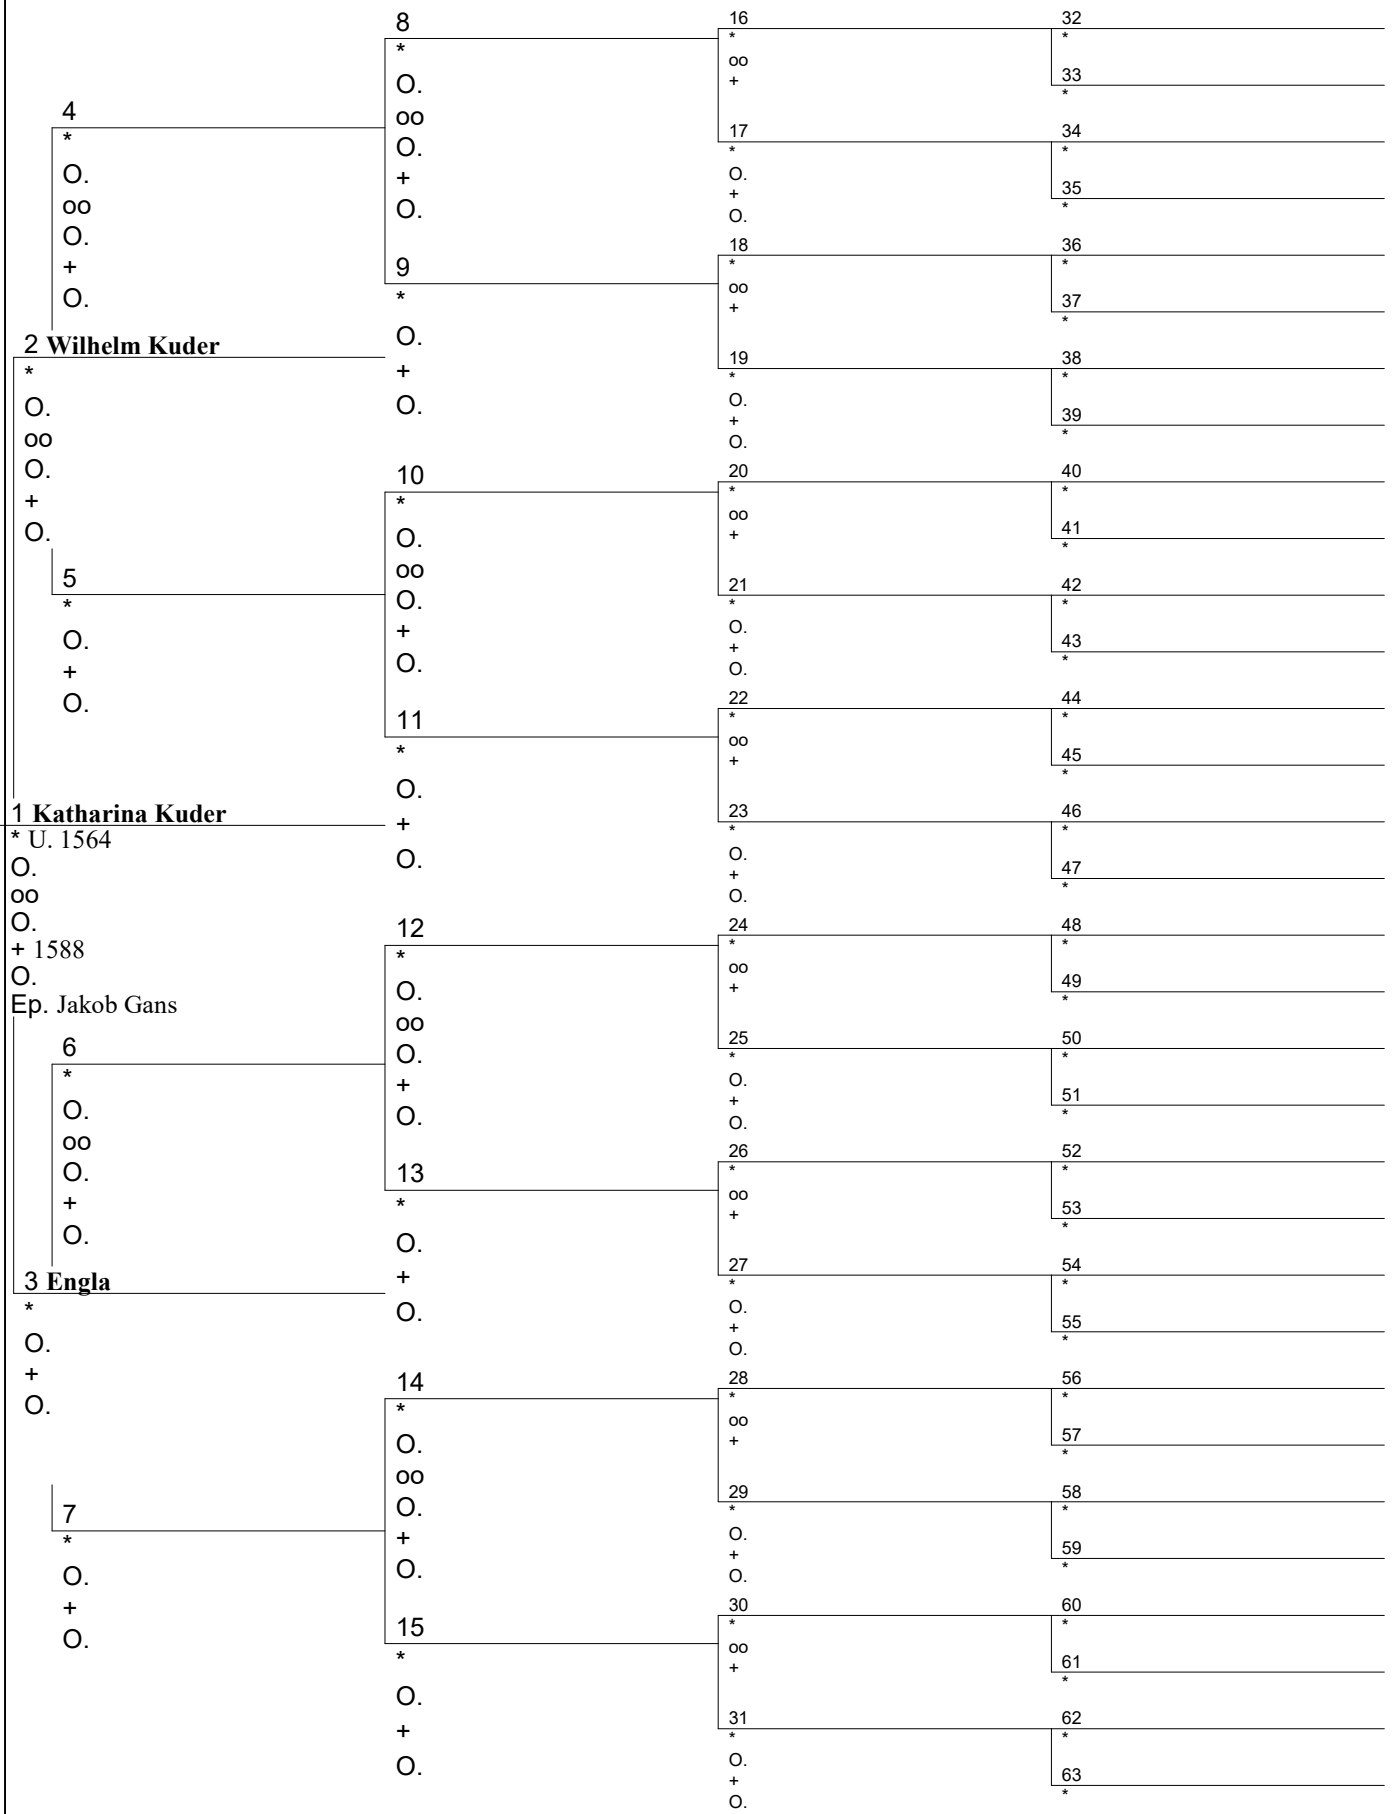 4
*
O.
oo
O.
+
O.
2 Wilhelm Kuder
*
O.
oo
O.
+
O.
5
*
O.
+
O.
1 Katharina Kuder
* U. 1564
O.
oo
O.
+ 1588
O.
Ep. Jakob Gans
6
*
O.
oo
O.
+
O.
3 Engla
*
O.
+
O.
7
*
O.
+
O.
8
*
O.
oo
O.
+
O.
9
*
O.
+
O.
10
*
O.
oo
O.
+
O.
11
*
O.
+
O.
12
*
O.
oo
O.
+
O.
13
*
O.
+
O.
14
*
O.
oo
O.
+
O.
15
*
O.
+
O.
16
*
oo
+
17
*
O.
+
O.
18
*
oo
+
19
*
O.
+
O.
20
*
oo
+
21
*
O.
+
O.
22
*
oo
+
23
*
O.
+
O.
24
*
oo
+
25
*
O.
+
O.
26
*
oo
+
27
*
O.
+
O.
28
*
oo
+
29
*
O.
+
O.
30
*
oo
+
31
*
O.
+
O.
32
*
33
*
34
*
35
*
36
*
37
*
38
*
39
*
40
*
41
*
42
*
43
*
44
*
45
*
46
*
47
*
48
*
49
*
50
*
51
*
52
*
53
*
54
*
55
*
56
*
57
*
58
*
59
*
60
*
61
*
62
*
63
*